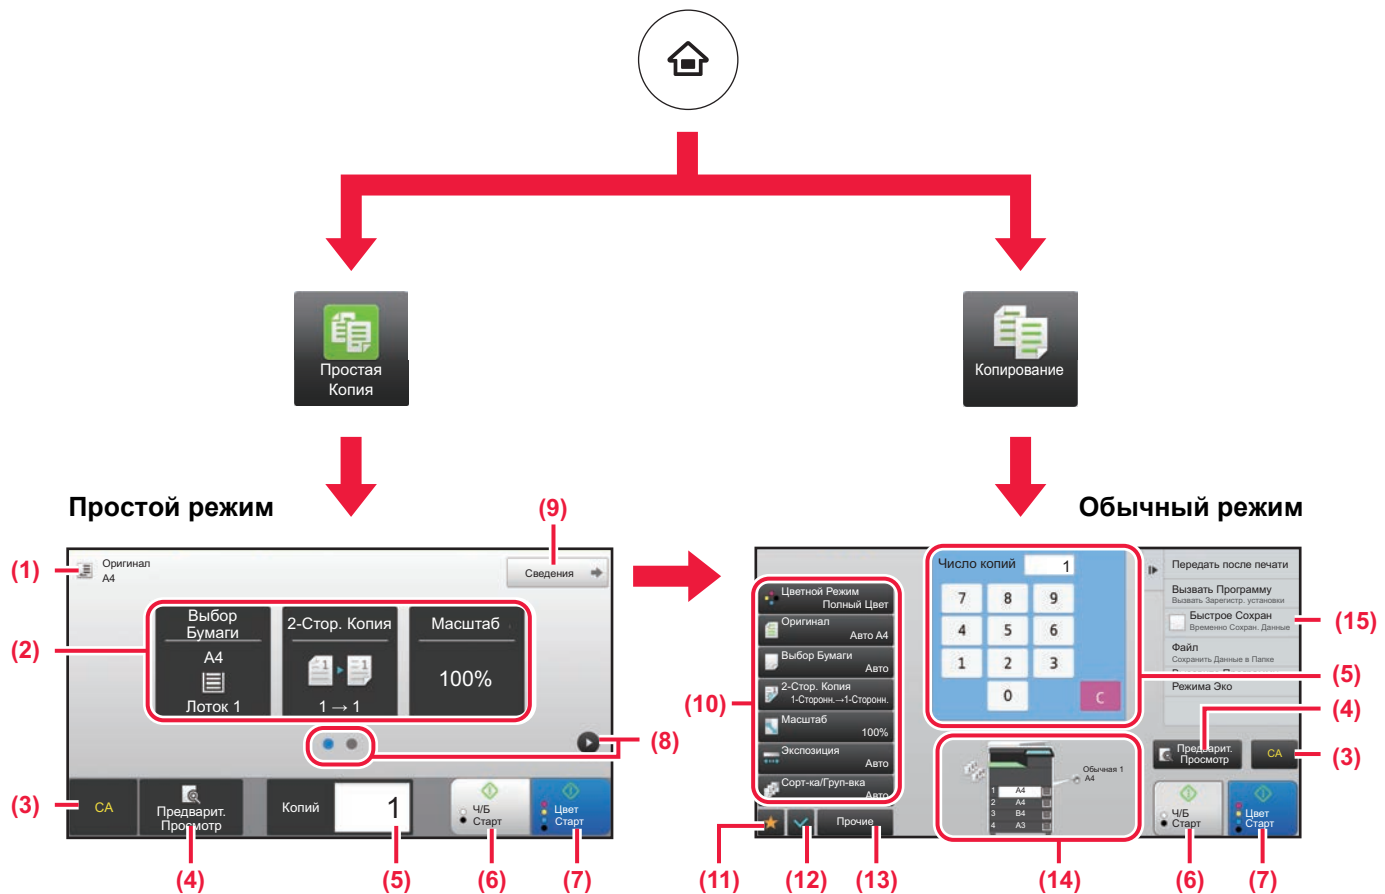 Простая
Копия
Копирование
Простой режим
Обычный режим
(9)
(1)
Оригинал
A4
Сведения
(2)
Выбор
Бумаги
A4
Лоток 1
2-Стор. Копия
1
1
1 → 1
Масштаб
100%
(8)
(3)
CA
Предварит.
Просмотр
Копий
1
Ч/Б
Старт
Цвет
Старт
(4)
(5)
(6)
(7)
(10)
Цветной Режим
Полный Цвет
Оригинал
Авто A4
Выбор Бумаги
Авто
2-Стор. Копия
1-Сторонн.→1-Сторонн.
Масштаб
100%
Экспозиция
Авто
Сорт-ка/Груп-вка
Авто
Прочие
Число копий
1
7 8 9
4 5 6
1 2 3
0 C
Обычная 1
A4
1 A4
2 A4
3 B4
4 A3
Передать после печати
Вызвать Программу
Вызвать Зарегистр. установки
Быстрое Сохран
Временно Сохран. Данные
Файл
Сохранить Данные в Папке
Режима Эко
(15)
(5)
(4)
Предварит.
Просмотр
CA
(3)
Ч/Б
Старт
Цвет
Старт
(11)
(12)
(13)
(14)
(6)
(7)